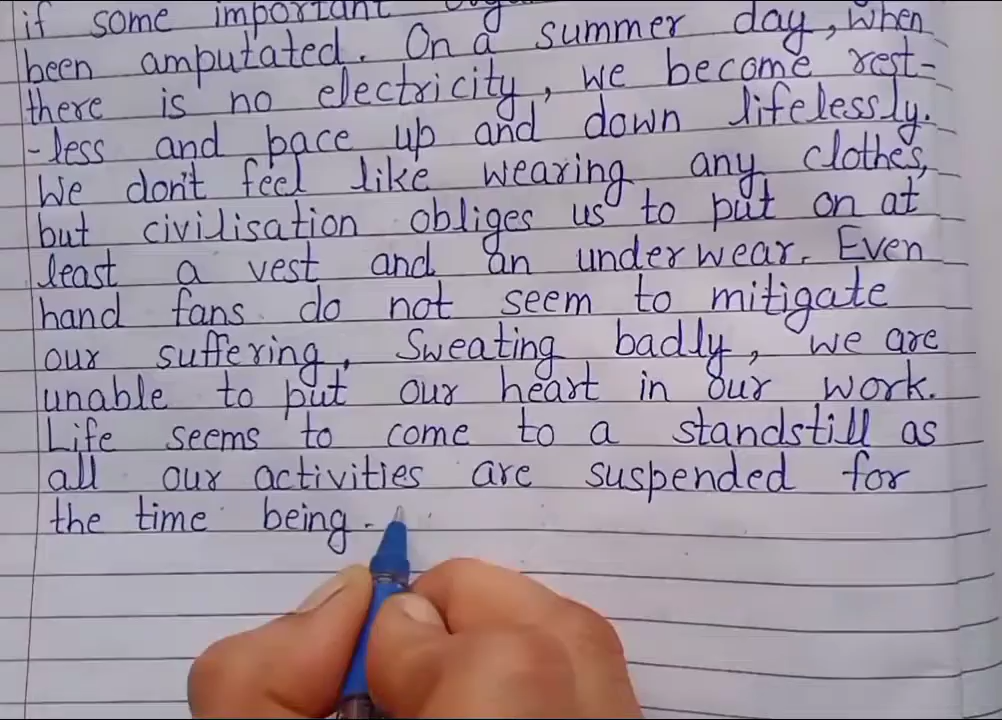 if some important
been amputated. On a summer day, when
there is no electricity, we become rest-
-less and pace up and down lifelessly.
We don't feel like wearing any clothes,
but civilisation obliges us to put on at
least a vest and an underwear. Even
hand fans do not seem to mitigate
our suffering. Sweating badly, we are
unable to put our heart in our work.
Life seems to come to a standstill as
all our activities are suspended for
the time being.